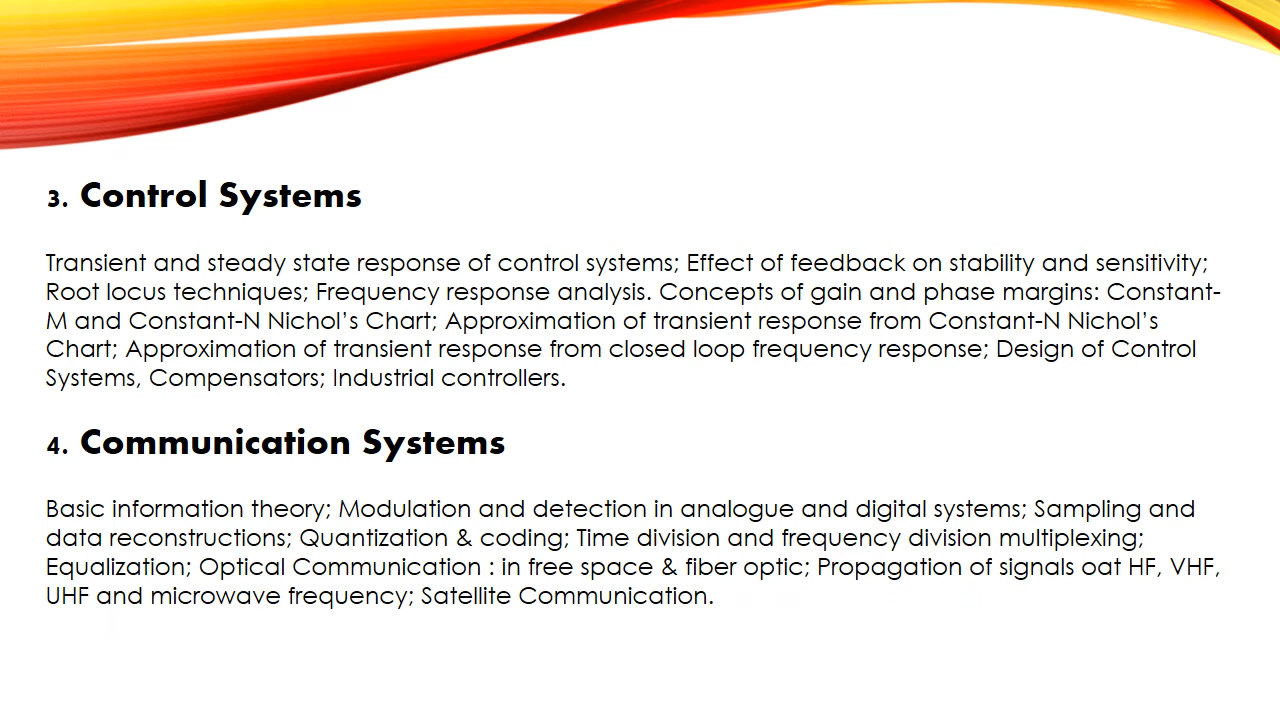 3. Control Systems
Transient and steady state response of control systems; Effect of feedback on stability and sensitivity;
Root locus techniques; Frequency response analysis. Concepts of gain and phase margins: Constant-
M and Constant-N Nichol’s Chart; Approximation of transient response from Constant-N Nichol’s
Chart; Approximation of transient response from closed loop frequency response; Design of Control
Systems, Compensators; Industrial controllers.
4. Communication Systems
Basic information theory; Modulation and detection in analogue and digital systems; Sampling and
data reconstructions; Quantization & coding; Time division and frequency division multiplexing;
Equalization; Optical Communication : in free space & fiber optic; Propagation of signals oat HF, VHF,
UHF and microwave frequency; Satellite Communication.